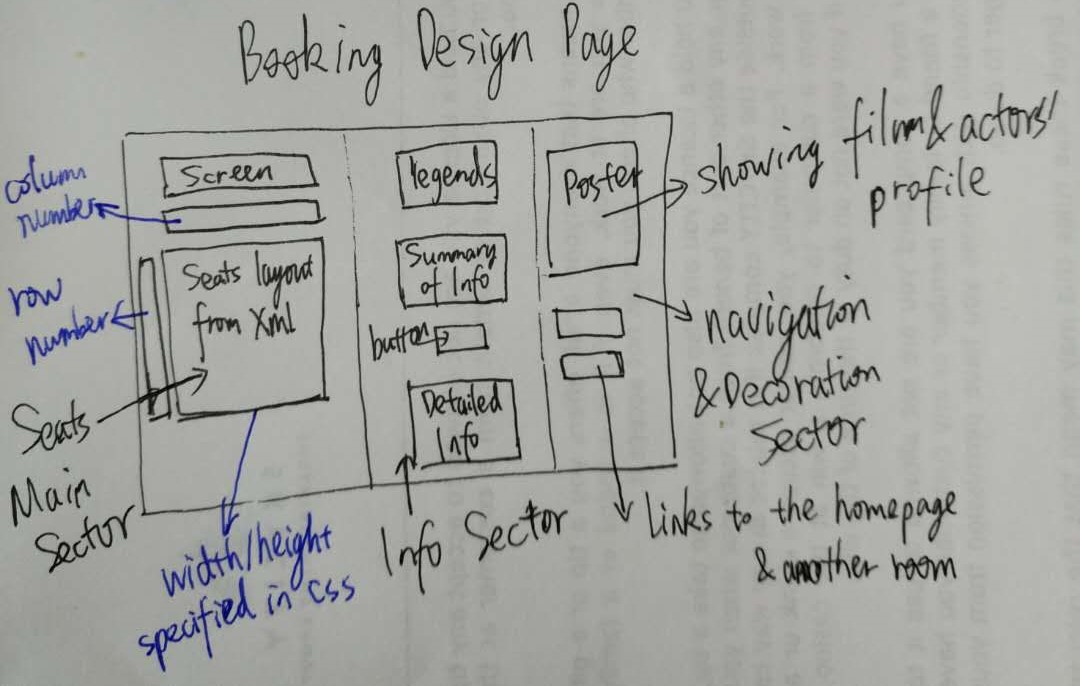 Booking Design Page
column
number
row
number
Seats
Main
Sector
Screen
Seats layout
from Xml
width/height
specified in css
legends
Summary
of Info
button
Detailed
Info
Info Sector
Poster
showing film & actors'
profile
navigation
& Decoration
Sector
Links to the homepage
& another room